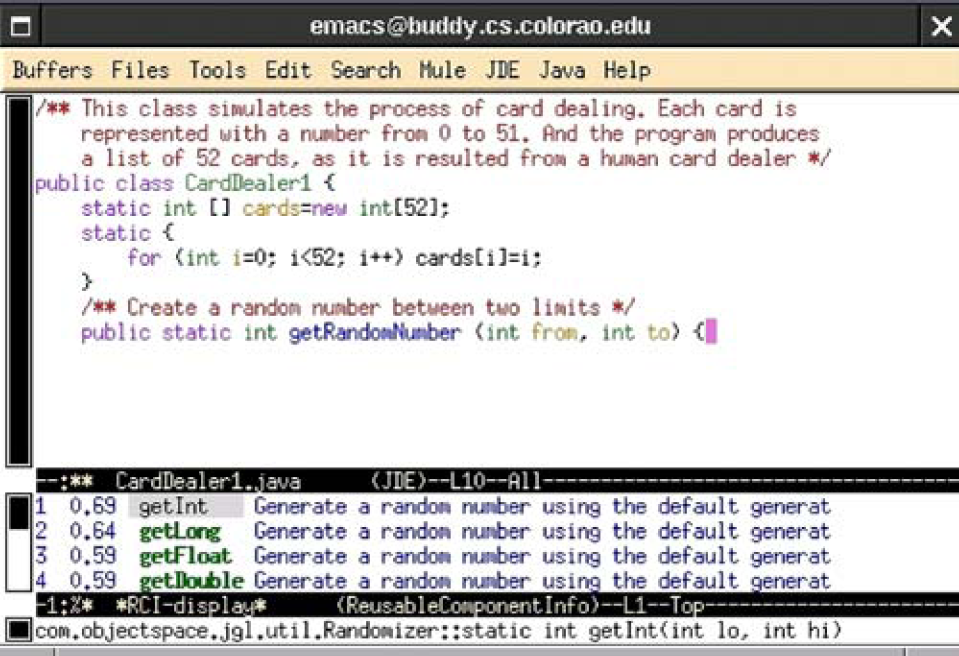 emacs@buddy.cs.colorao.edu
Buffers Files Tools Edit Search Mule JDE Java Help
/** This class simulates the process of card dealing. Each card is
represented with a number from 0 to 51. And the program produces
a list of 52 cards, as it is resulted from a human card dealer */
public class CardDealer1 {
static int [] cards=new int[52];
static {
for (int i=0; i<52; i++) cards[i]=i;
}
/** Create a random number between two limits */
public static int getRandomNumber (int from, int to) {
--:** CardDealer1.java (JDE)--L10--All----------------------------------------
1 0.69 getInt Generate a random number using the default generat
2 0.64 getLong Generate a random number using the default generat
3 0.59 getFloat Generate a random number using the default generat
4 0.59 getDouble Generate a random number using the default generat
-1:%* *RCI-display* (ReusableComponentInfo)--L1--Top----------------------
com.objectspace.jgl.util.Randomizer::static int getInt(int lo, int hi)